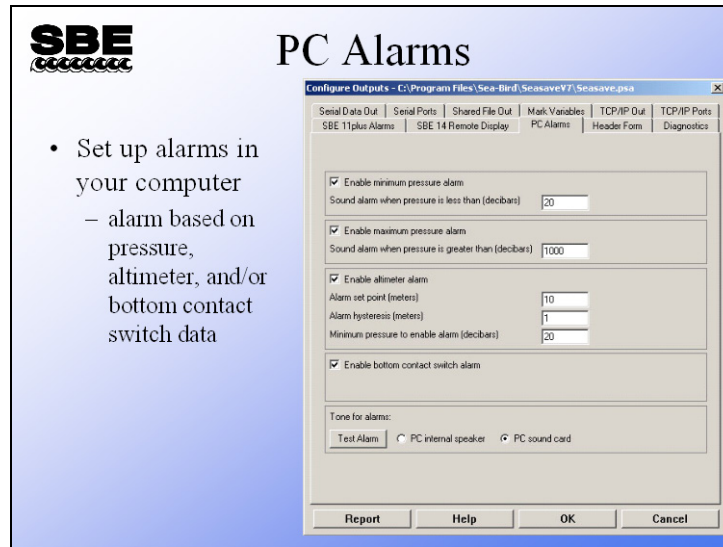 SBE
PC Alarms
• Set up alarms in
your computer
– alarm based on
pressure,
altimeter, and/or
bottom contact
switch data
Configure Outputs - C:\Program Files\Sea-Bird\SeasaveV7\Seasave.psa
Serial Data Out | Serial Ports | Shared File Out | Mark Variables | TCP/IP Out | TCP/IP Ports
SBE 11plus Alarms | SBE 14 Remote Display | PC Alarms | Header Form | Diagnostics
Enable minimum pressure alarm
Sound alarm when pressure is less than (decibars) 20
Enable maximum pressure alarm
Sound alarm when pressure is greater than (decibars) 1000
Enable altimeter alarm
Alarm set point (meters) 10
Alarm hysteresis (meters) 1
Minimum pressure to enable alarm (decibars) 20
Enable bottom contact switch alarm
Tone for alarms:
Test Alarm PC internal speaker PC sound card
Report Help OK Cancel